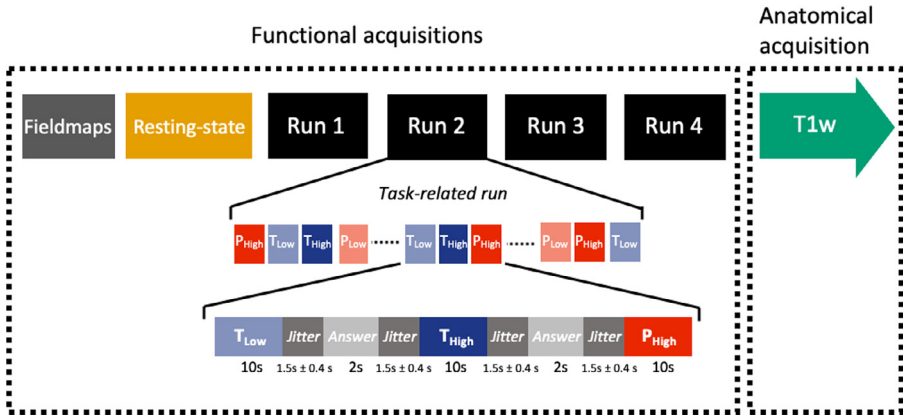 Functional acquisitions
Anatomical
acquisition
Fieldmaps Resting-state Run 1 Run 2 Run 3 Run 4 T1w
Task-related run
PHigh TLow THigh PLow TLow THigh PHigh PLow PHigh TLow
TLow Jitter Answer Jitter THigh Jitter Answer Jitter PHigh
10s 1.5s ± 0.4 s 2s 1.5s ± 0.4 s 10s 1.5s ± 0.4 s 2s 1.5s ± 0.4 s 10s